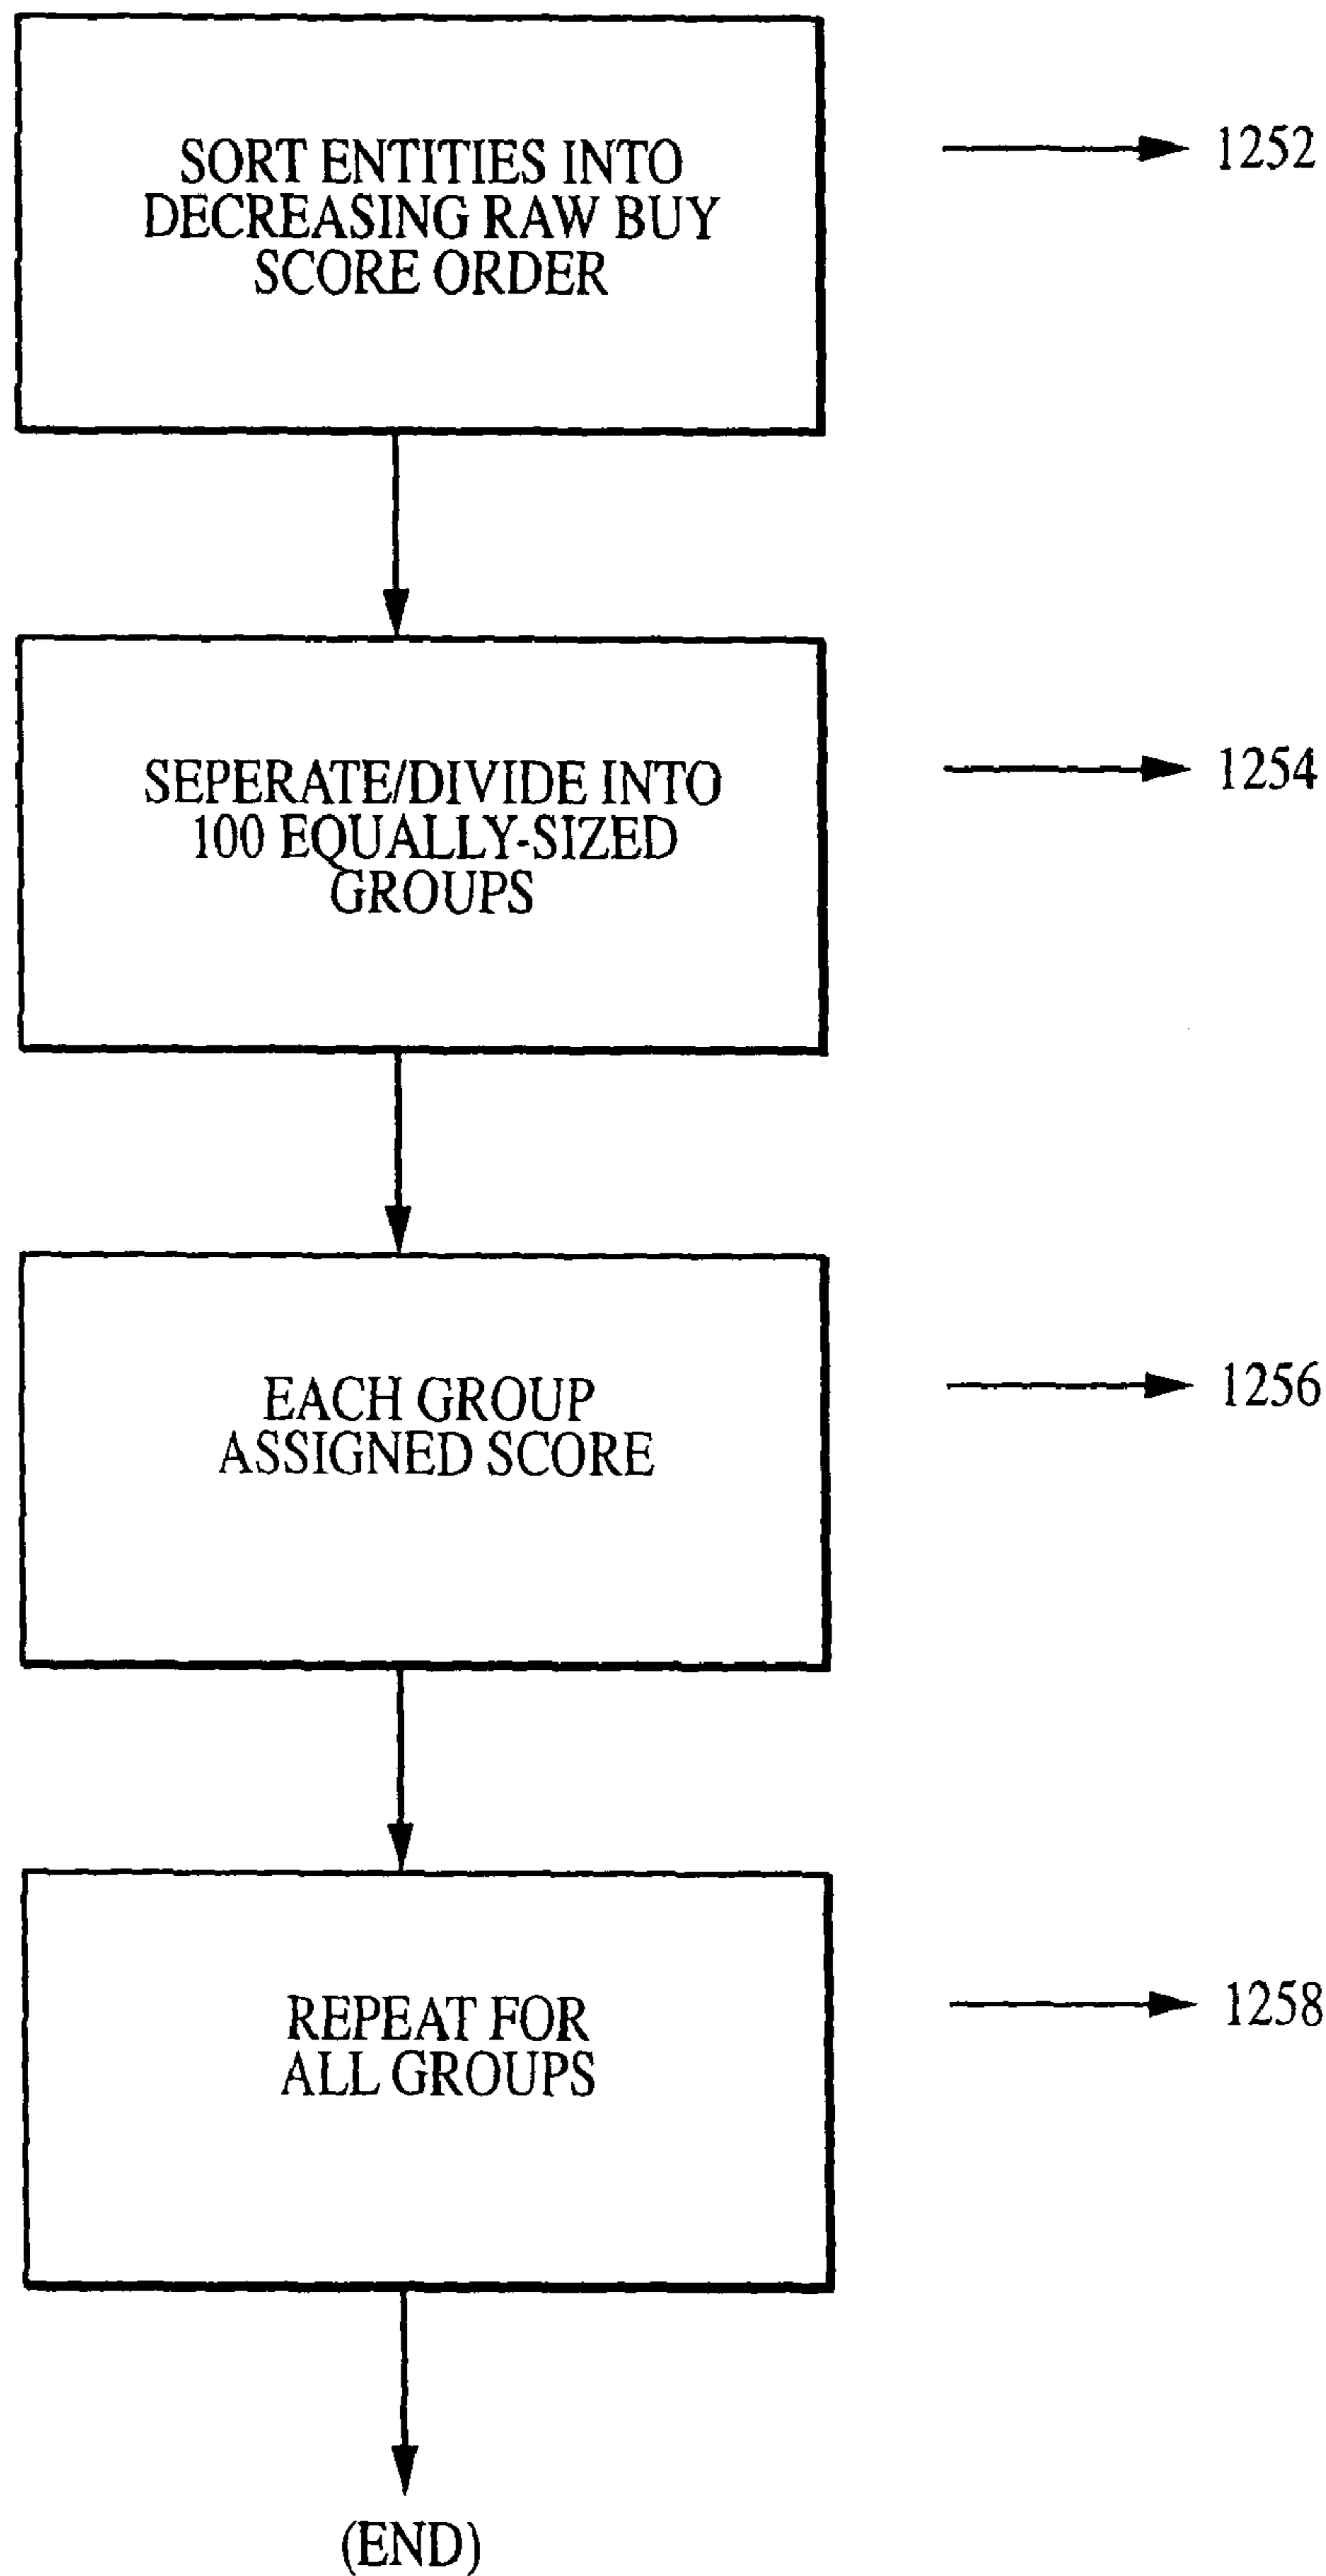 SORT ENTITIES INTO
DECREASING RAW BUY
SCORE ORDER
1252
SEPERATE/DIVIDE INTO
100 EQUALLY-SIZED
GROUPS
1254
EACH GROUP
ASSIGNED SCORE
1256
REPEAT FOR
ALL GROUPS
1258
(END)